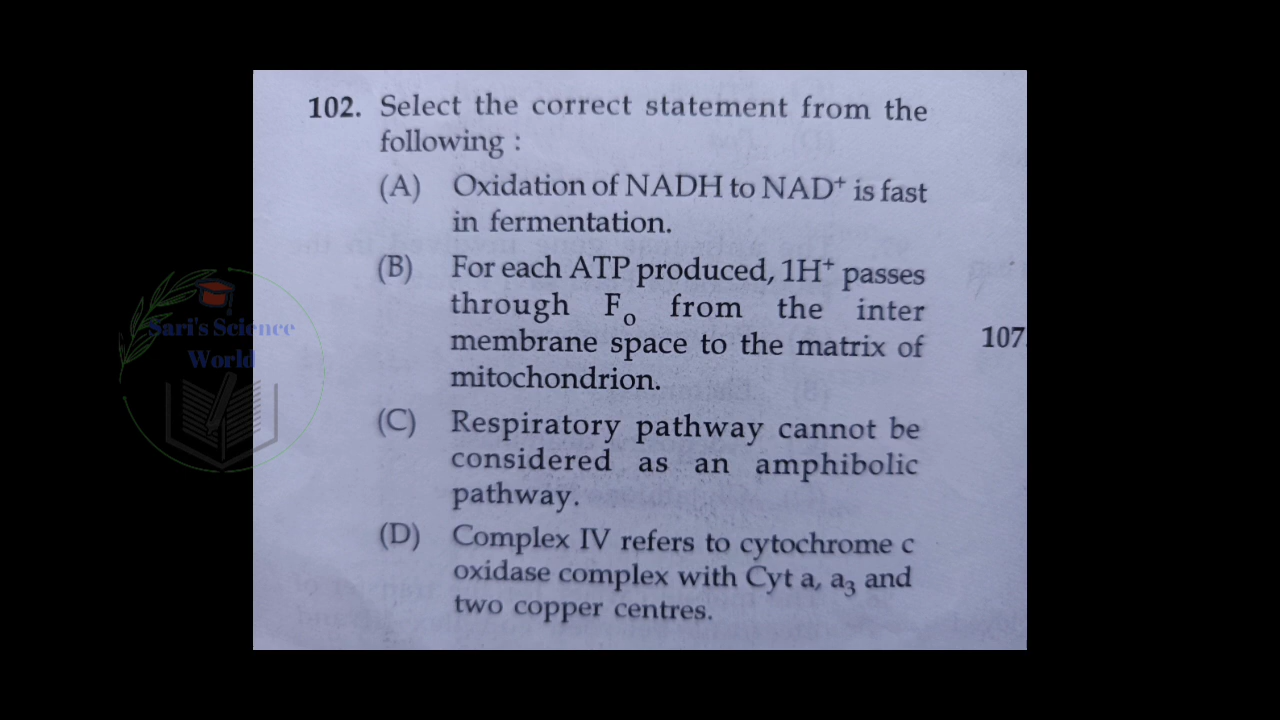 102. Select the correct statement from the
following :
(A) Oxidation of NADH to NAD⁺ is fast
in fermentation.
(B) For each ATP produced, 1H⁺ passes
through F₀ from the inter
membrane space to the matrix of
mitochondrion.
107
(C) Respiratory pathway cannot be
considered as an amphibolic
pathway.
(D) Complex IV refers to cytochrome c
oxidase complex with Cyt a, a₃ and
two copper centres.
Sari's Science
World